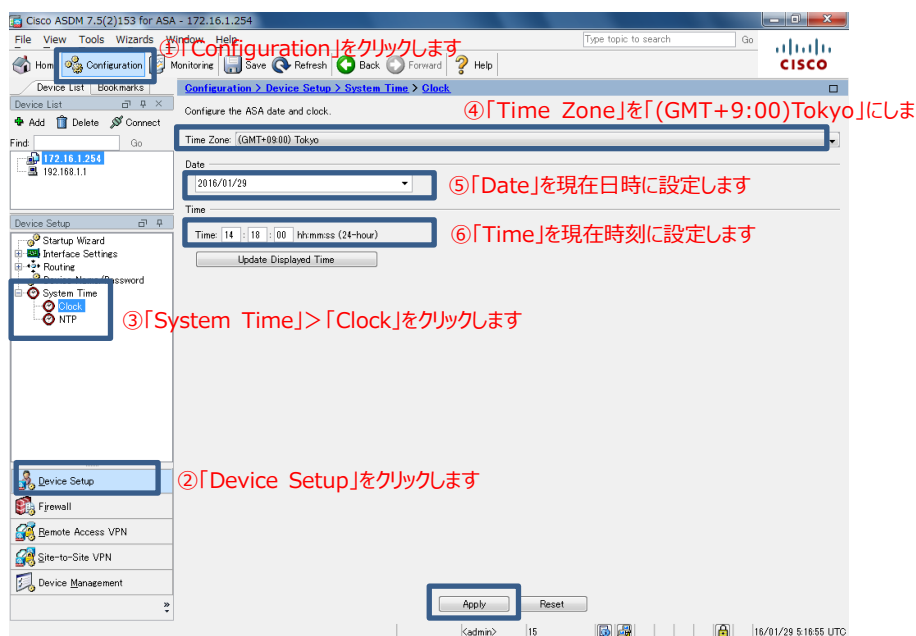 Cisco ASDM 7.5(2)153 for ASA - 172.16.1.254
File View Tools Wizards Window Help
Type topic to search Go
①「Configuration」をクリックします
Hom Configuration Monitoring Save Refresh Back Forward ? Help
CISCO
Device List Bookmarks
Configuration > Device Setup > System Time > Clock
Device List
Configure the ASA date and clock.
④「Time Zone」を「(GMT+9:00)Tokyo」にしま
Add Delete Connect
Find: Go
Time Zone: (GMT+09:00) Tokyo
172.16.1.254
192.168.1.1
Date
2016/01/29
⑤「Date」を現在日時に設定します
Time
Time: 14 : 18 : 00 hh:mm:ss (24-hour)
⑥「Time」を現在時刻に設定します
Update Displayed Time
Device Setup
Startup Wizard
Interface Settings
Routing
Device Name/Password
System Time
Clock
NTP
③「System Time」＞「Clock」をクリックします
Device Setup
②「Device Setup」をクリックします
Firewall
Remote Access VPN
Site-to-Site VPN
Device Management
Apply Reset
<admin> 15 16/01/29 5:16:55 UTC